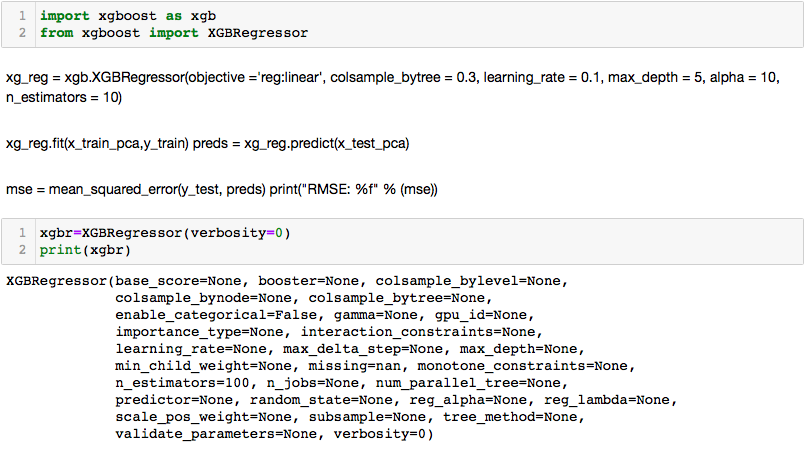 1 import xgboost as xgb
2 from xgboost import XGBRegressor
xg_reg = xgb.XGBRegressor(objective ='reg:linear', colsample_bytree = 0.3, learning_rate = 0.1, max_depth = 5, alpha = 10,
n_estimators = 10)
xg_reg.fit(x_train_pca,y_train) preds = xg_reg.predict(x_test_pca)
mse = mean_squared_error(y_test, preds) print("RMSE: %f" % (mse))
1 xgbr=XGBRegressor(verbosity=0)
2 print(xgbr)
XGBRegressor(base_score=None, booster=None, colsample_bylevel=None,
colsample_bynode=None, colsample_bytree=None,
enable_categorical=False, gamma=None, gpu_id=None,
importance_type=None, interaction_constraints=None,
learning_rate=None, max_delta_step=None, max_depth=None,
min_child_weight=None, missing=nan, monotone_constraints=None,
n_estimators=100, n_jobs=None, num_parallel_tree=None,
predictor=None, random_state=None, reg_alpha=None, reg_lambda=None,
scale_pos_weight=None, subsample=None, tree_method=None,
validate_parameters=None, verbosity=0)